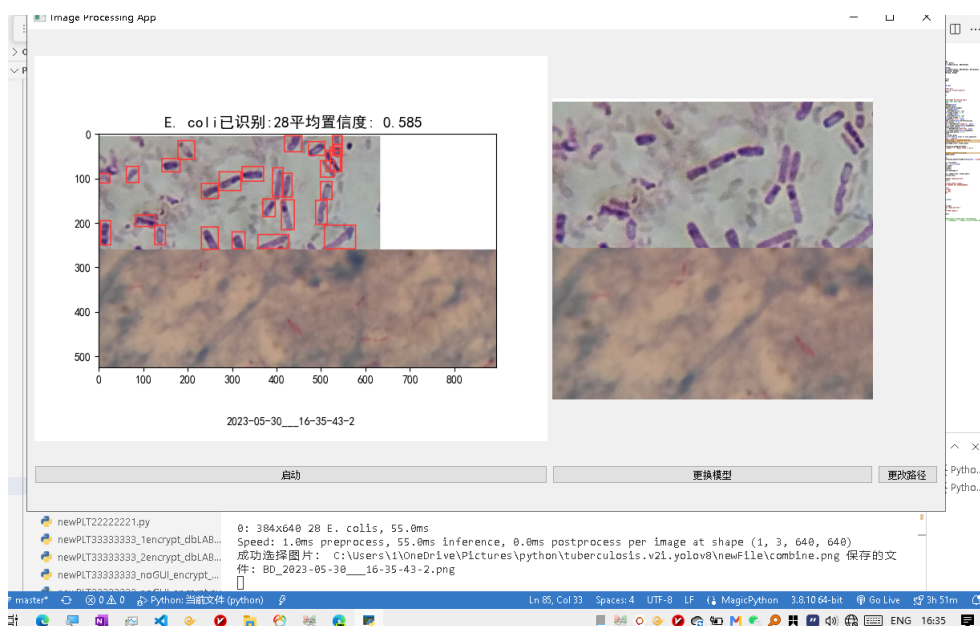 Image Processing App
E. coli已识别:28平均置信度: 0.585
0
100
200
300
400
500
0 100 200 300 400 500 600 700 800
2023-05-30___16-35-43-2
启动 更换模型 更改路径
Pytho...
Pytho...
newPLT22222221.py
newPLT33333333_1encrypt_dbLAB...
newPLT33333333_2encrypt_dbLAB...
newPLT33333333_noGUI_encrypt_...
0: 384x640 28 E. colis, 55.0ms
Speed: 1.0ms preprocess, 55.0ms inference, 0.0ms postprocess per image at shape (1, 3, 640, 640)
成功选择图片: C:\Users\1\OneDrive\Pictures\python\tuberculosis.v2i.yolov8\newFile\combine.png 保存的文
件: BD_2023-05-30___16-35-43-2.png
master* 0 0 Python: 当前文件 (python) Ln 85, Col 33 Spaces: 4 UTF-8 LF MagicPython 3.8.10 64-bit Go Live 3h 51m
ENG 16:35